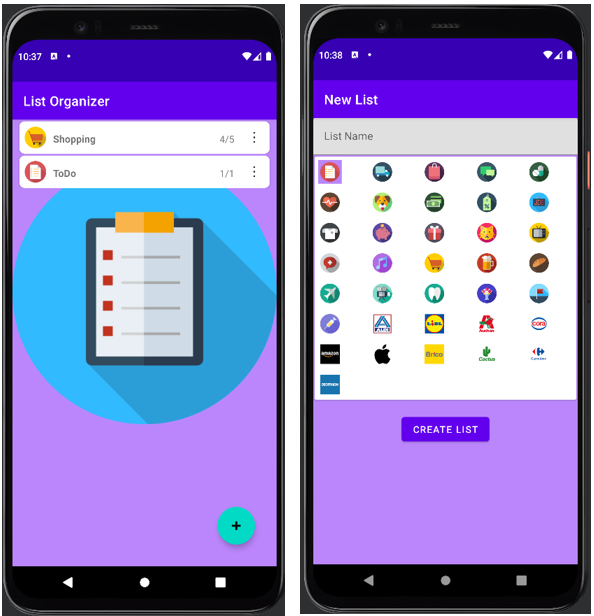 10:37
List Organizer
Shopping 4/5
ToDo 1/1
+
10:38
New List
List Name
ALDI
LIDL
Auchan
cora
amazon
Brico
Cactus
Carrefour
DECATHLON
CREATE LIST